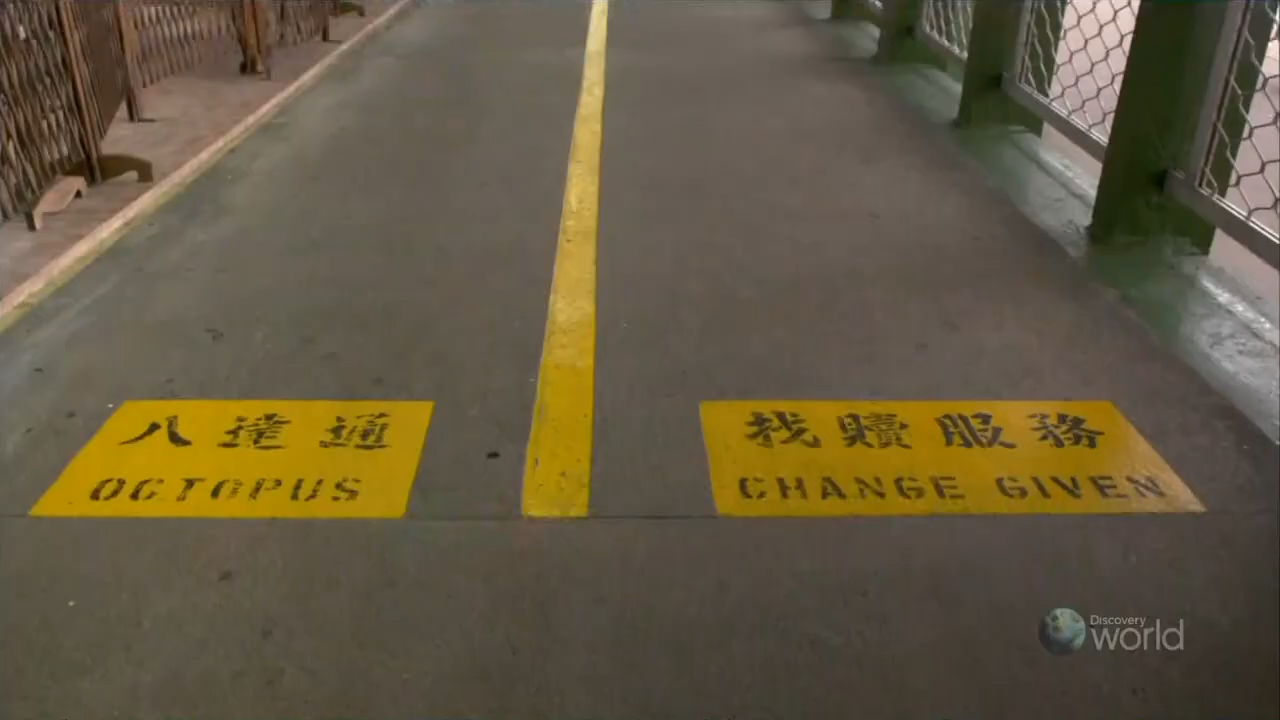 八達通
OCTOPUS
找贖服務
CHANGE GIVEN
Discovery
world